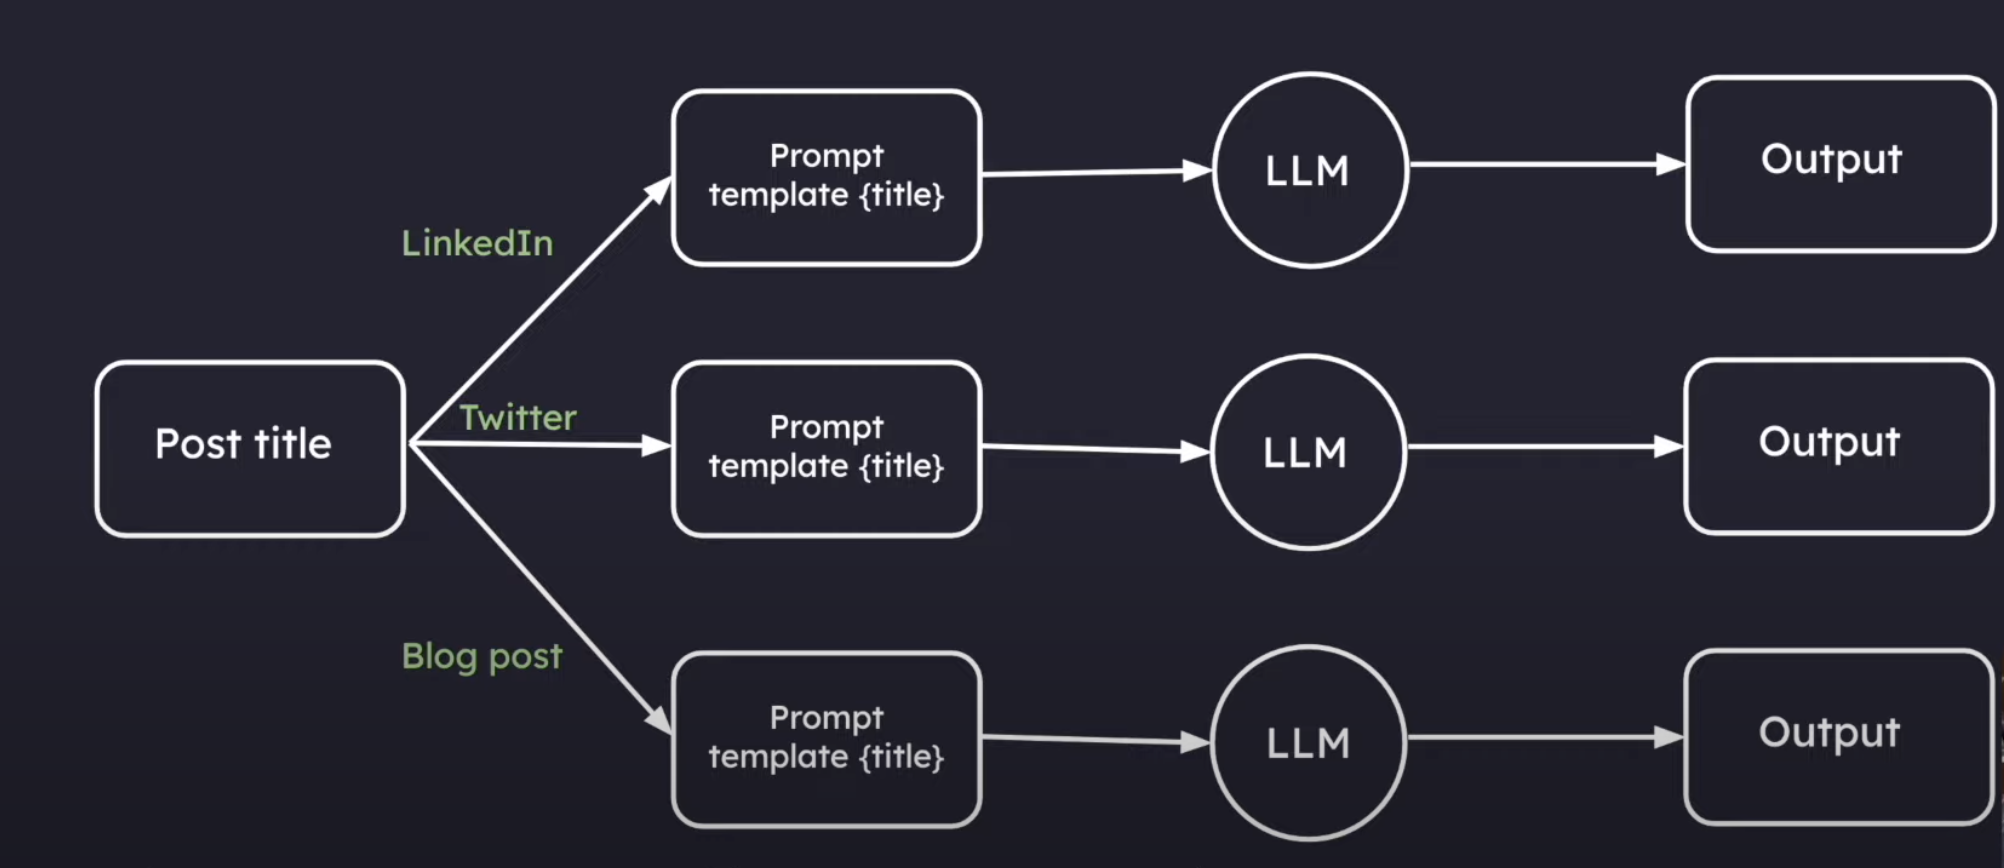 Prompt
template {title}
LLM
Output
LinkedIn
Post title
Twitter
Prompt
template {title}
LLM
Output
Blog post
Prompt
template {title}
LLM
Output